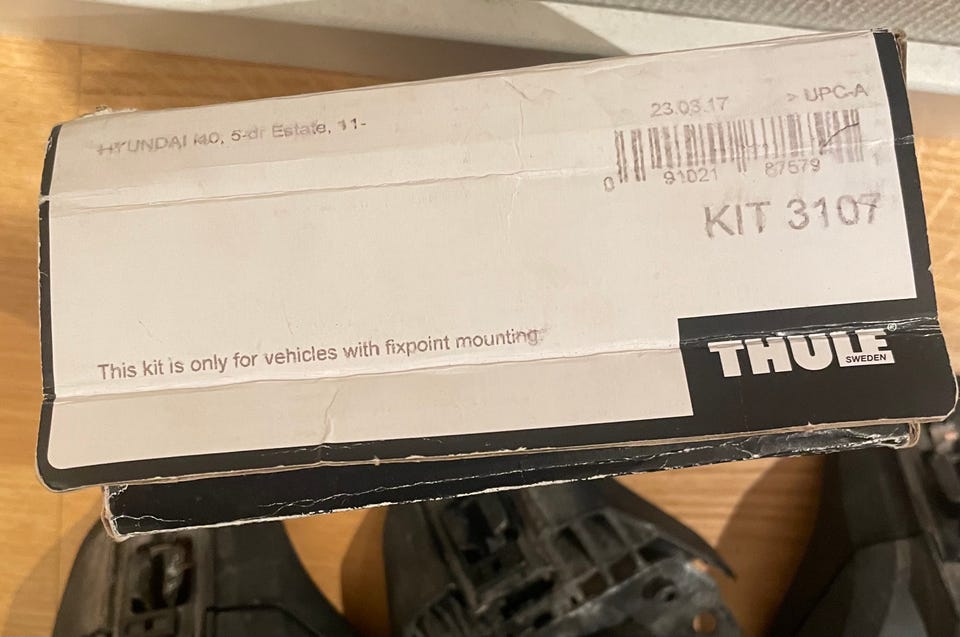 HYUNDAI i40, 5-dr Estate, 11-
23.03.17 > UPC-A
0 91021 87579 1
KIT 3107
This kit is only for vehicles with fixpoint mounting.
THULE®
SWEDEN